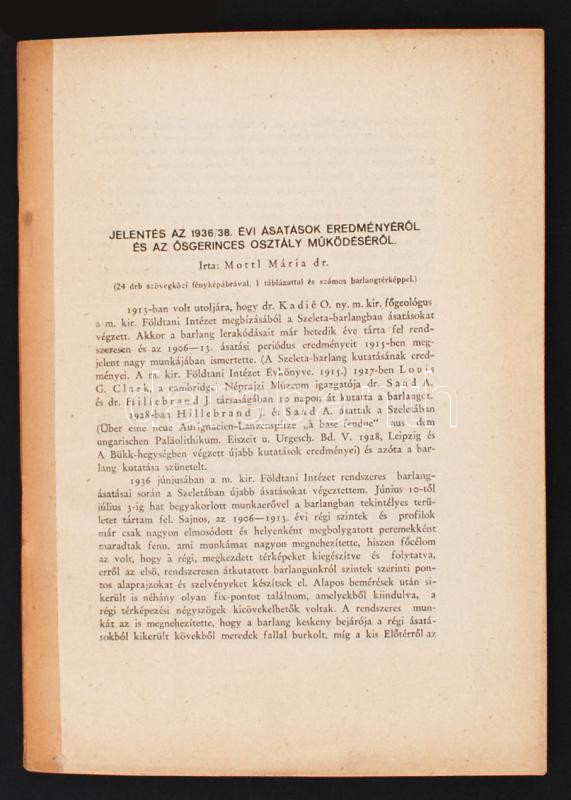 JELENTÉS AZ 1936/38. ÉVI ÁSATÁSOK EREDMÉNYÉRŐL
ÉS AZ ŐSGERINCES OSZTÁLY MŰKÖDÉSÉRŐL.
Irta: Mottl Mária dr.
(24 drb szövegközi fényképábrával, 1 táblázattal és számos barlangtérképpel.)
1913-ban volt utoljára, hogy dr. Kadić O. ny. m. kir. főgeológus
a m. kir. Földtani Intézet megbízásából a Szeleta-barlangban ásatásokat
végzett. Akkor a barlang lerakódásait már hetedik éve tárta fel rend-
szeresen és az 1906—13. ásatási periódus eredményeit 1915-ben meg-
jelent nagy munkájában ismertette. (A Szeleta-barlang kutatásának ered-
ményei. A m. kir. Földtani Intézet Évkönyve. 1915.) 1927-ben Louis
G. Clark, a cambridgei Néprajzi Múzeum igazgatója dr. Saád A.
és dr. Hillebrand J. társaságában 10 napon át kutatta a barlangot.
1928-ban Hillebrand J. és Saád A. ásattak a Szeletában
(Über eine neue Aurignacien-Lanzenspitze „à base fendue" aus dem
ungarischen Paläolithikum. Eiszeit u. Urgesch. Bd. V. 1928, Leipzig és
A Bükk-hegységben végzett újabb kutatások eredményei) és azóta a bar-
lang kutatása szünetelt.
1936 júniusában a m. kir. Földtani Intézet rendszeres barlang-
ásatásai során a Szeletában újabb ásatásokat végeztettem. Június 10-től
július 3-ig hat begyakorlott munkaerővel a barlangban tekintélyes terü-
letet tártam fel. Sajnos, az 1906—1913. évi régi szintek és profilok
már csak nagyon elmosódott és helyenként megbolygatott peremekként
maradtak fenn, ami munkámat nagyon megnehezítette, hiszen főcélom
az volt, hogy a régi, megkezdett térképeket kiegészítve és folytatva,
erről az első, rendszeresen átkutatott barlangunkról szintek szerinti pon-
tos alaprajzokat és szelvényeket készítsek el. Alapos bemérések után si-
került is néhány olyan fix-pontot találnom, amelyekből kiindulva, a
régi térképezési négyszögek kicövekelhetők voltak. A rendszeres mun-
kát az is megnehezítette, hogy a barlang keskeny bejárója a régi ásatá-
sokból kikerült kövekből meredek fallal burkolt, míg a kis Előtérről az